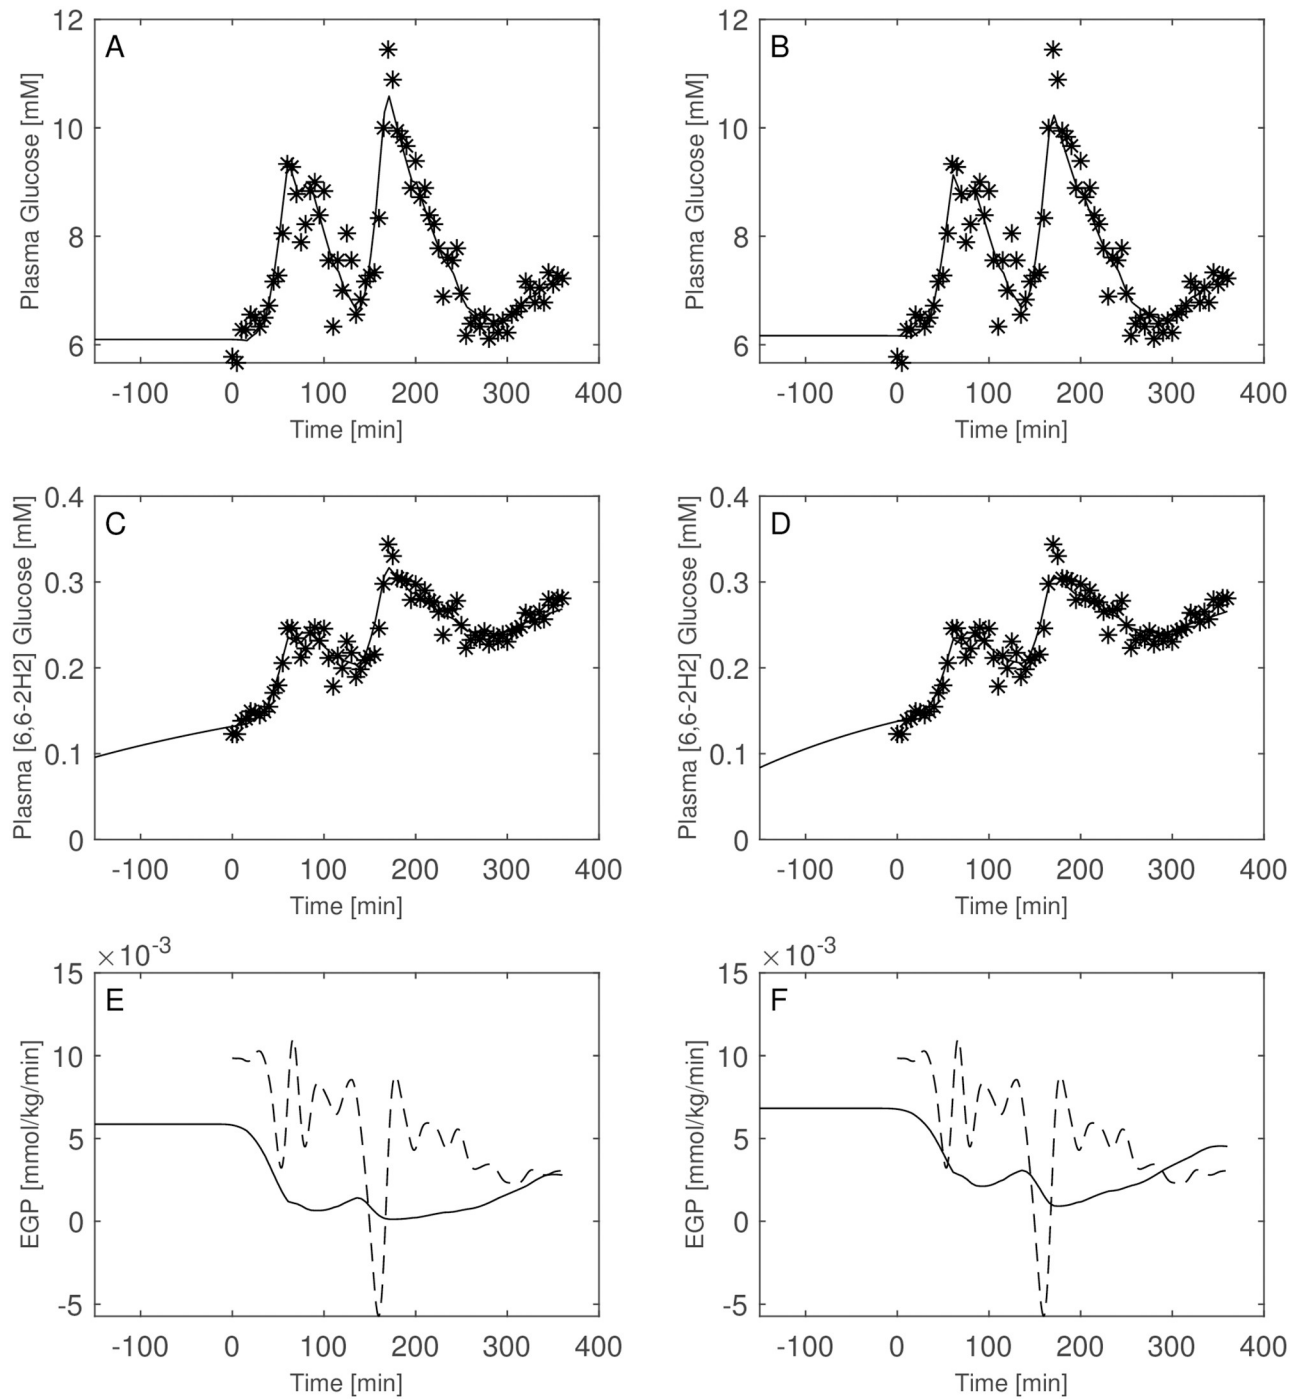 12
10
8
6
Plasma Glucose [mM]
A
-100 0 100 200 300 400
Time [min]
12
10
8
6
Plasma Glucose [mM]
B
-100 0 100 200 300 400
Time [min]
0.4
0.3
0.2
0.1
0
Plasma [6,6-2H2] Glucose [mM]
C
-100 0 100 200 300 400
Time [min]
0.4
0.3
0.2
0.1
0
Plasma [6,6-2H2] Glucose [mM]
D
-100 0 100 200 300 400
Time [min]
×10⁻³
15
10
5
0
-5
EGP [mmol/kg/min]
E
-100 0 100 200 300 400
Time [min]
×10⁻³
15
10
5
0
-5
EGP [mmol/kg/min]
F
-100 0 100 200 300 400
Time [min]